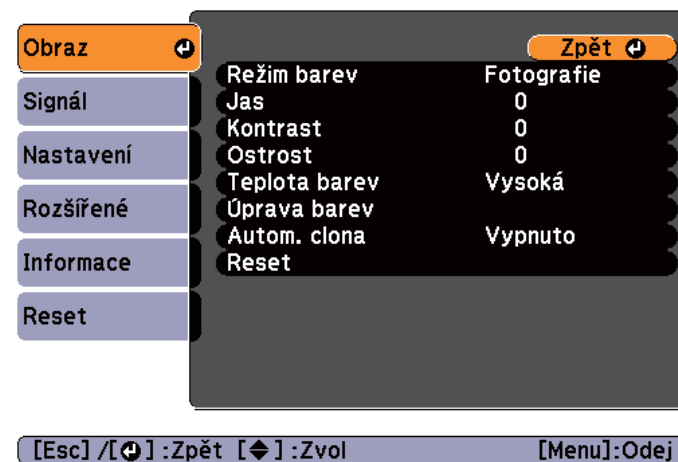 Obraz
Signál
Nastavení
Rozšířené
Informace
Reset
Zpět
Režim barev Fotografie
Jas 0
Kontrast 0
Ostrost 0
Teplota barev Vysoká
Úprava barev
Autom. clona Vypnuto
Reset
[Esc] /[ ] :Zpět [ ] :Zvol [Menu]:Odej